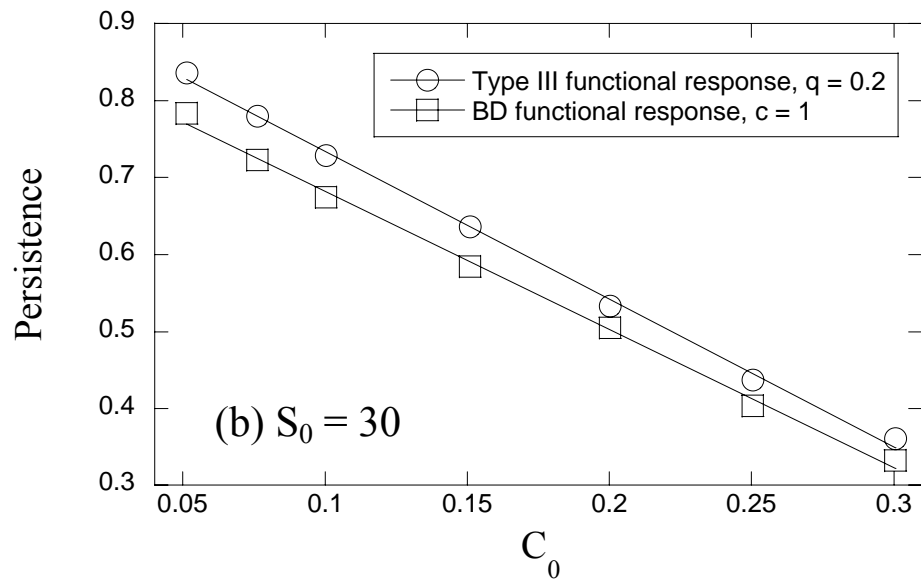 0.9
0.8
0.7
0.6
0.5
0.4
0.3
Persistence
Type III functional response, q = 0.2
BD functional response, c = 1
(b) S₀ = 30
0.05 0.1 0.15 0.2 0.25 0.3
C₀